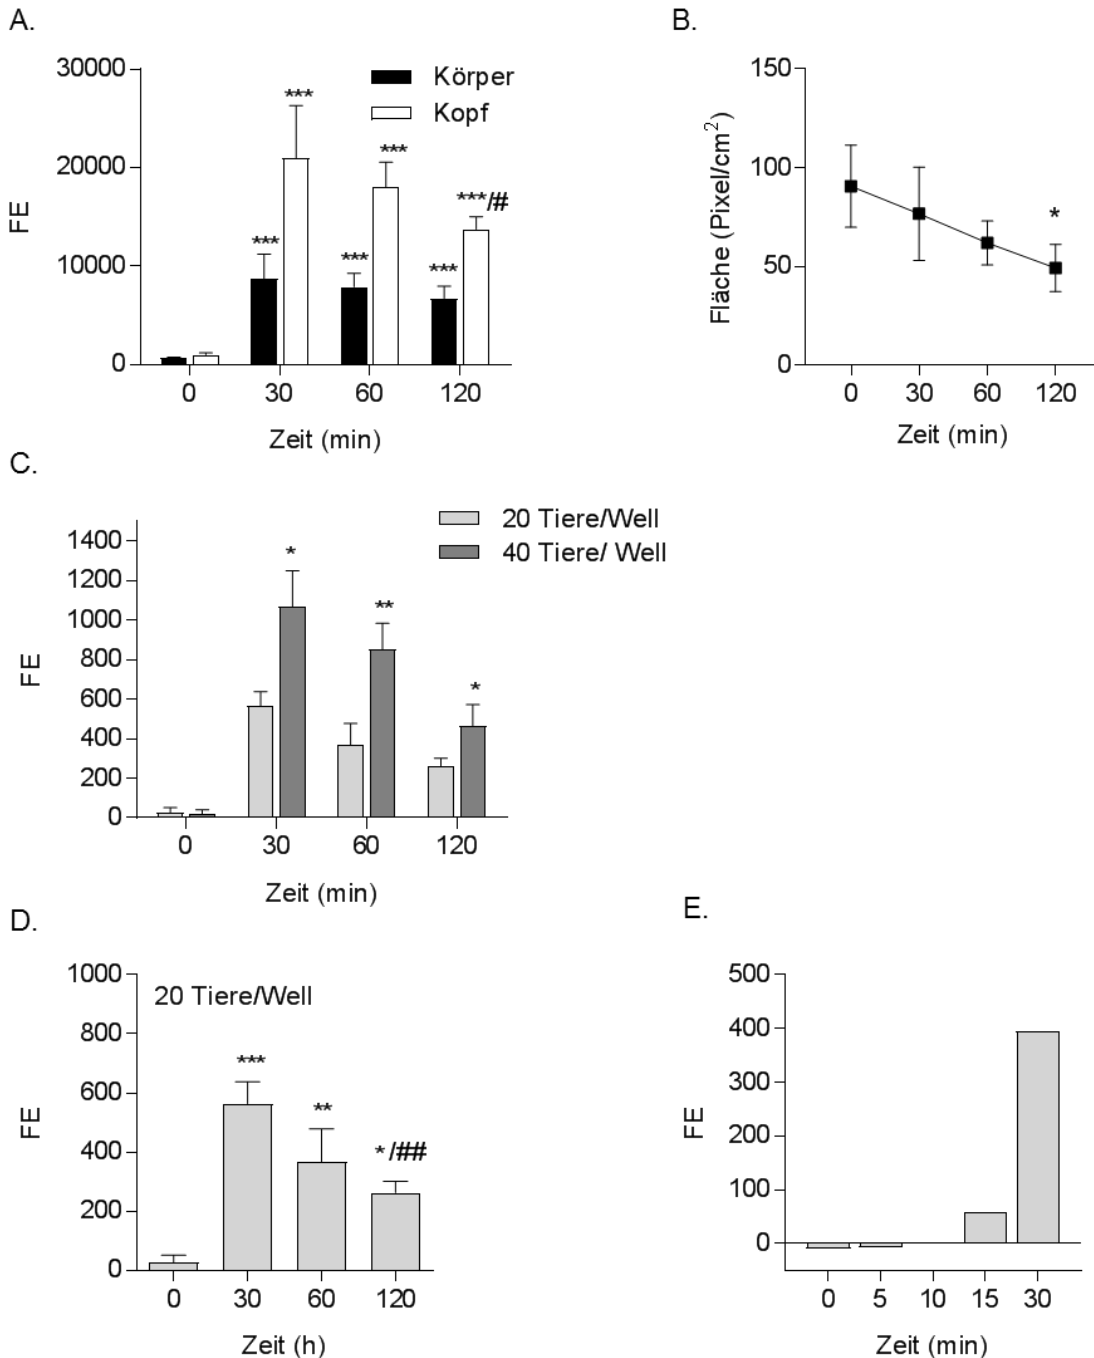 A.
30000
20000
10000
0
FE
Körper
Kopf
***
***
***
***
***
***/#
0 30 60 120
Zeit (min)
B.
150
100
50
0
Fläche (Pixel/cm²)
*
0 30 60 120
Zeit (min)
C.
1400
1200
1000
800
600
400
200
0
FE
20 Tiere/Well
40 Tiere/ Well
*
**
*
0 30 60 120
Zeit (min)
D.
1000
800
600
400
200
0
FE
20 Tiere/Well
***
**
*/##
0 30 60 120
Zeit (h)
E.
500
400
300
200
100
0
FE
0 5 10 15 30
Zeit (min)